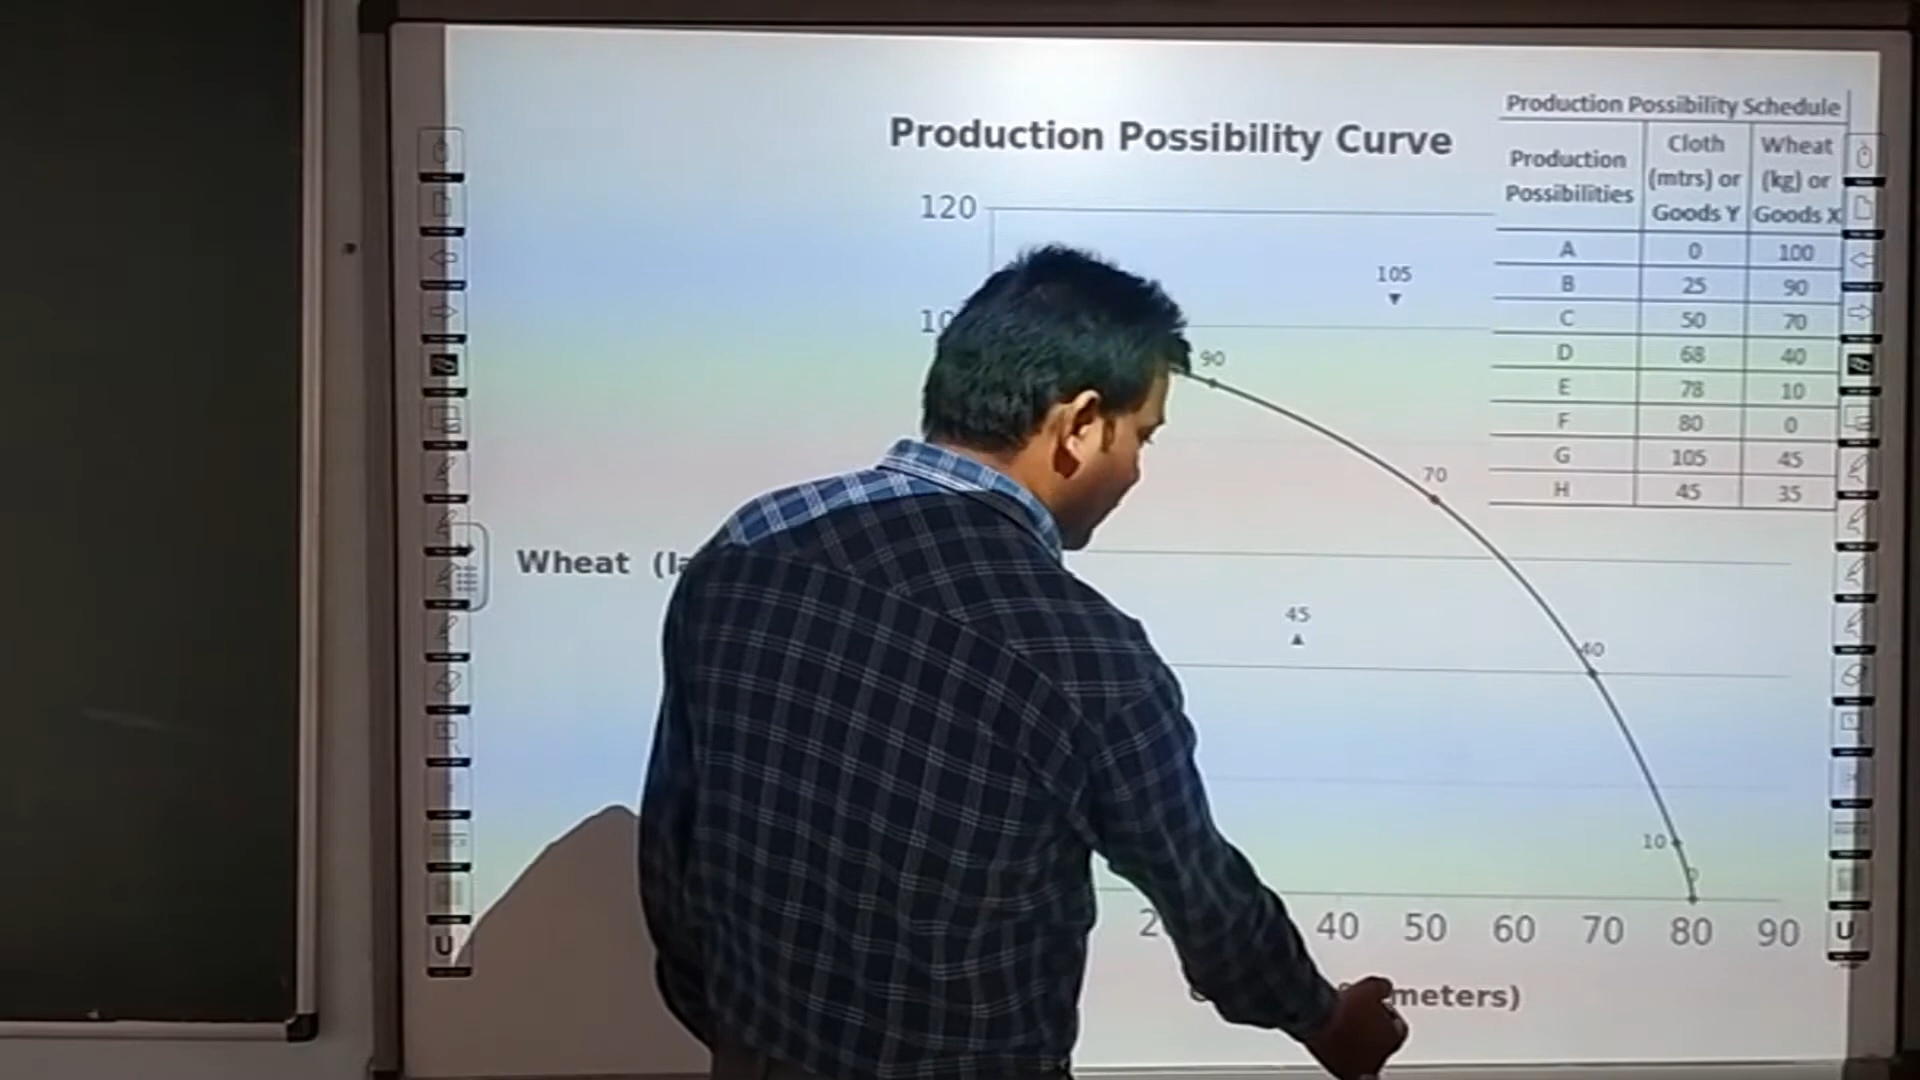 Production Possibility Curve
Production Possibility Schedule
Production Possibilities | Cloth (mtrs) or Goods Y | Wheat (kg) or Goods X
A 0 100
B 25 90
C 50 70
D 68 40
E 78 10
F 80 0
G 105 45
H 45 35
120
105
90
70
Wheat
45
40
10
0
40 50 60 70 80 90
meters)
U
U